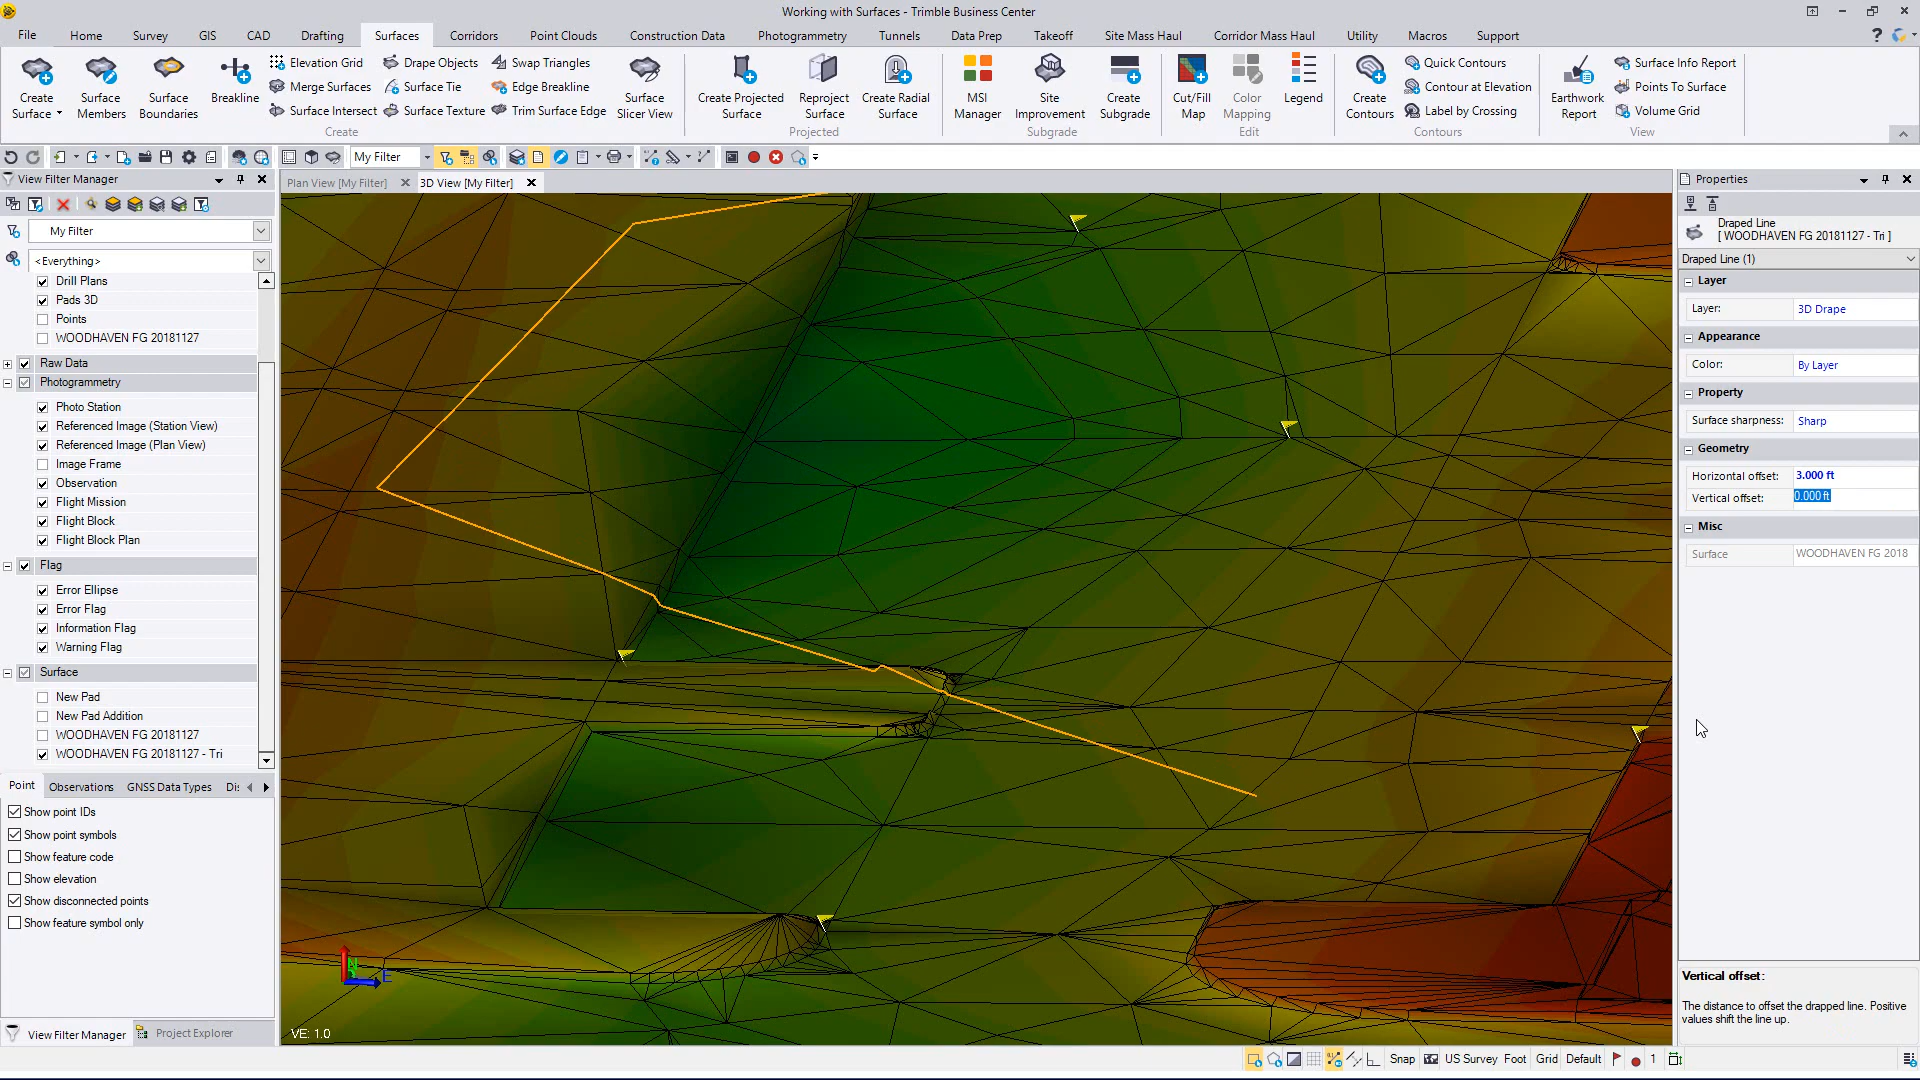 Working with Surfaces - Trimble Business Center
File Home Survey GIS CAD Drafting Surfaces Corridors Point Clouds Construction Data Photogrammetry Tunnels Data Prep Takeoff Site Mass Haul Corridor Mass Haul Utility Macros Support
Create Surface
Surface Members
Surface Boundaries
Breakline
Elevation Grid
Merge Surfaces
Surface Intersect
Drape Objects
Surface Tie
Surface Texture
Swap Triangles
Edge Breakline
Trim Surface Edge
Surface Slicer View
Create
Create Projected Surface
Reproject Surface
Create Radial Surface
Projected
MSI Manager
Site Improvement
Create Subgrade
Subgrade
Cut/Fill Map
Color Mapping
Legend
Edit
Create Contours
Quick Contours
Contour at Elevation
Label by Crossing
Contours
Earthwork Report
Surface Info Report
Points To Surface
Volume Grid
View
My Filter
View Filter Manager
My Filter
<Everything>
Drill Plans
Pads 3D
Points
WOODHAVEN FG 20181127
Raw Data
Photogrammetry
Photo Station
Referenced Image (Station View)
Referenced Image (Plan View)
Image Frame
Observation
Flight Mission
Flight Block
Flight Block Plan
Flag
Error Ellipse
Error Flag
Information Flag
Warning Flag
Surface
New Pad
New Pad Addition
WOODHAVEN FG 20181127
WOODHAVEN FG 20181127 - Tri
Point Observations GNSS Data Types Di
Show point IDs
Show point symbols
Show feature code
Show elevation
Show disconnected points
Show feature symbol only
View Filter Manager Project Explorer
Plan View [My Filter] 3D View [My Filter]
N
E
VE: 1.0
Properties
Draped Line
[ WOODHAVEN FG 20181127 - Tri ]
Draped Line (1)
Layer
Layer: 3D Drape
Appearance
Color: By Layer
Property
Surface sharpness: Sharp
Geometry
Horizontal offset: 3.000 ft
Vertical offset: 0.000 ft
Misc
Surface WOODHAVEN FG 2018
Vertical offset:
The distance to offset the drapped line. Positive
values shift the line up.
Snap US Survey Foot Grid Default 1